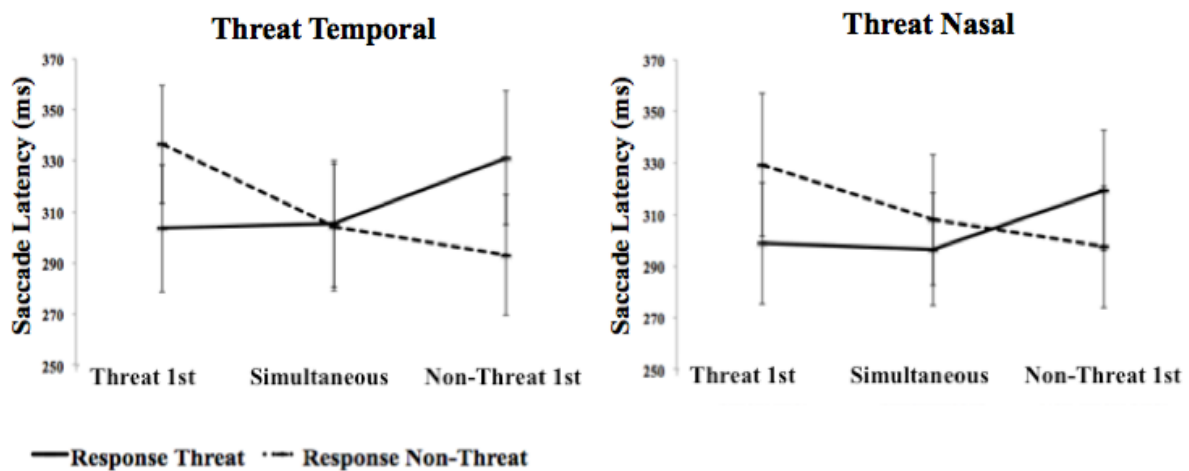 Threat Temporal
Saccade Latency (ms)
370
350
330
310
290
270
250
Threat 1st Simultaneous Non-Threat 1st
Threat Nasal
Saccade Latency (ms)
370
350
330
310
290
270
250
Threat 1st Simultaneous Non-Threat 1st
Response Threat Response Non-Threat